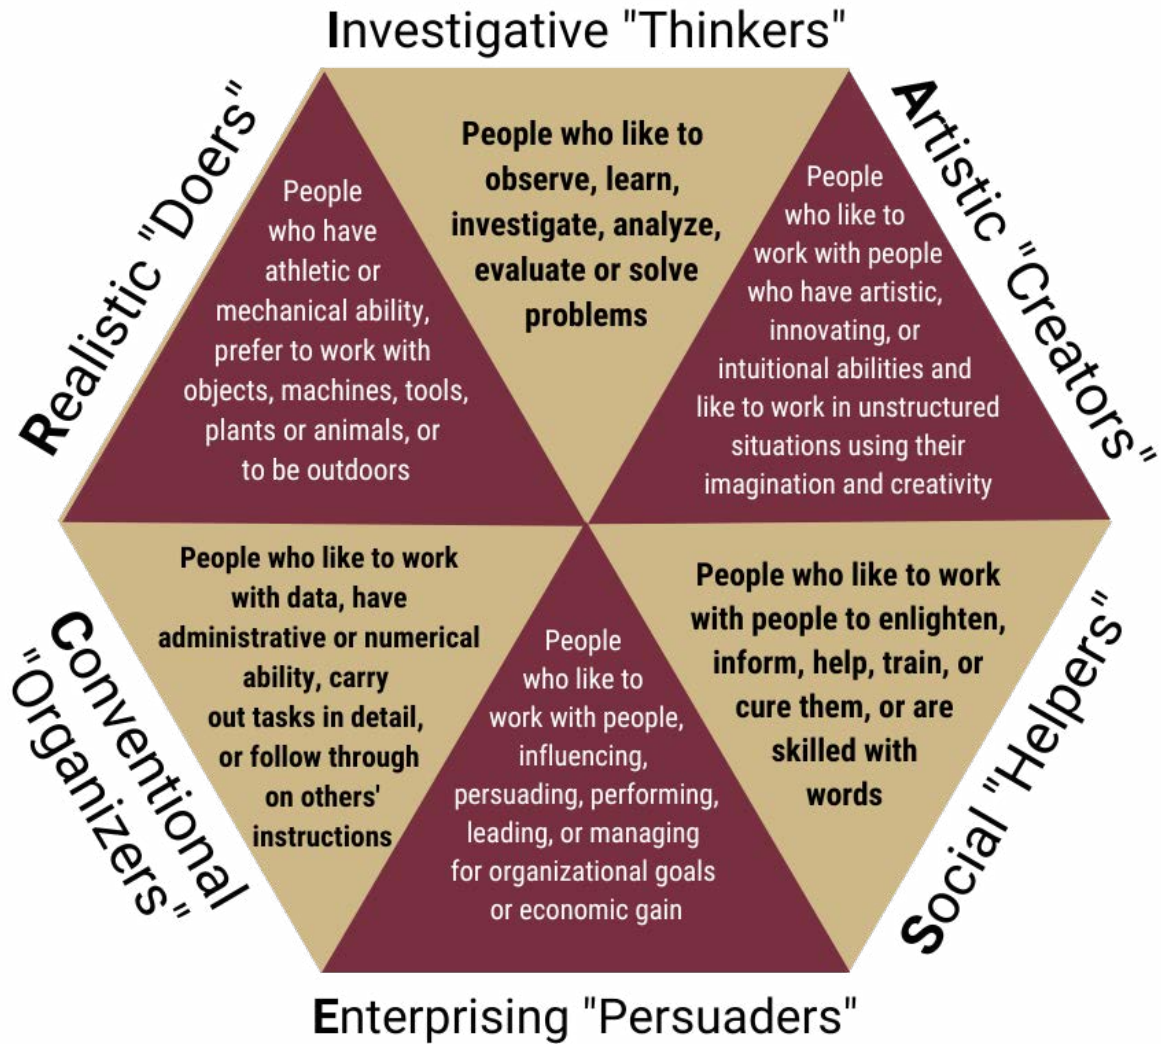 Investigative "Thinkers"
People who like to
observe, learn,
investigate, analyze,
evaluate or solve
problems
Artistic "Creators"
People
who like to
work with people
who have artistic,
innovating, or
intuitional abilities and
like to work in unstructured
situations using their
imagination and creativity
Social "Helpers"
People who like to work
with people to enlighten,
inform, help, train, or
cure them, or are
skilled with
words
Enterprising "Persuaders"
People
who like to
work with people,
influencing,
persuading, performing,
leading, or managing
for organizational goals
or economic gain
Conventional
"Organizers"
People who like to work
with data, have
administrative or numerical
ability, carry
out tasks in detail,
or follow through
on others'
instructions
Realistic "Doers"
People
who have
athletic or
mechanical ability,
prefer to work with
objects, machines, tools,
plants or animals, or
to be outdoors